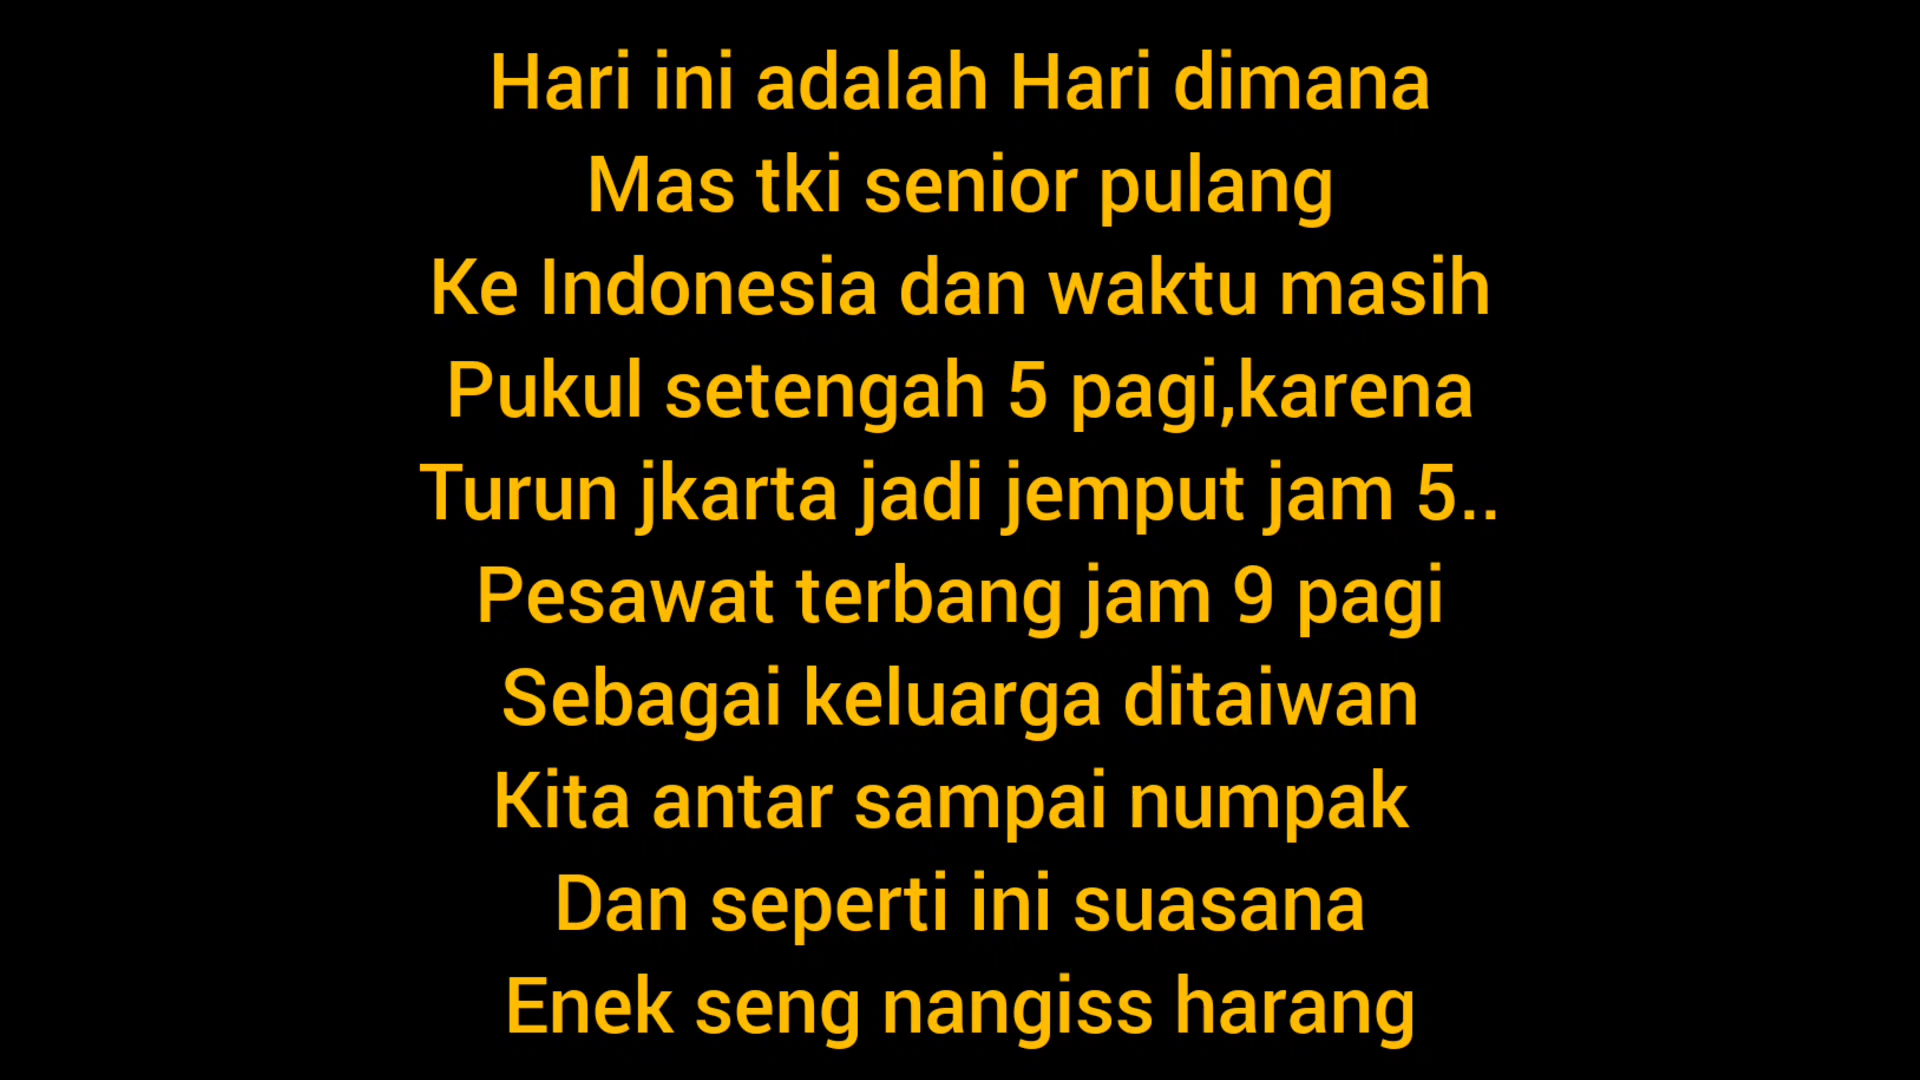 Hari ini adalah Hari dimana
Mas tki senior pulang
Ke Indonesia dan waktu masih
Pukul setengah 5 pagi,karena
Turun jkarta jadi jemput jam 5..
Pesawat terbang jam 9 pagi
Sebagai keluarga ditaiwan
Kita antar sampai numpak
Dan seperti ini suasana
Enek seng nangiss harang